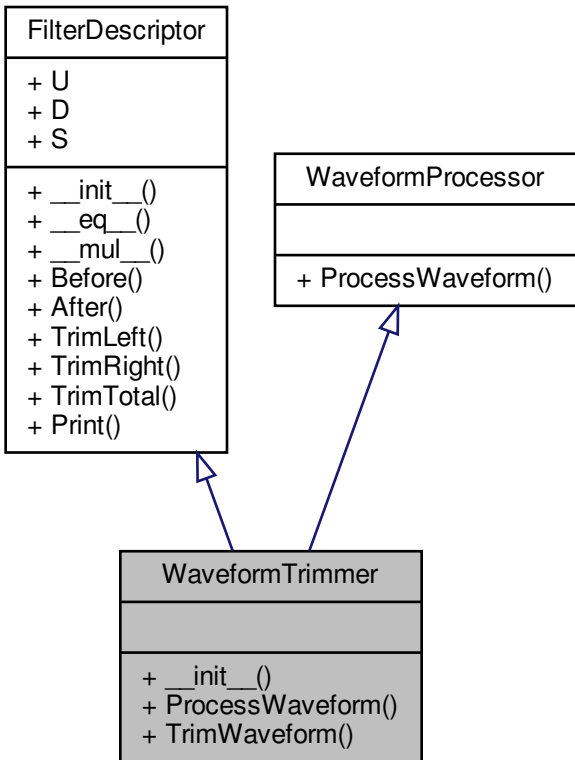 FilterDescriptor
+ U
+ D
+ S
+ __init__()
+ __eq__()
+ __mul__()
+ Before()
+ After()
+ TrimLeft()
+ TrimRight()
+ TrimTotal()
+ Print()
WaveformProcessor
+ ProcessWaveform()
WaveformTrimmer
+ __init__()
+ ProcessWaveform()
+ TrimWaveform()